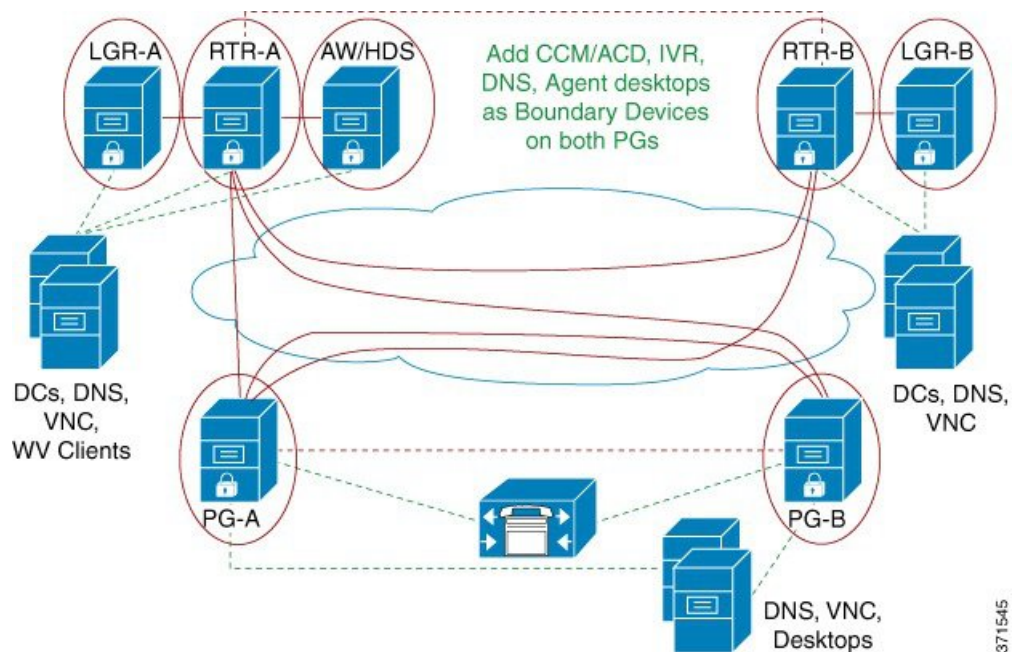 LGR-A
RTR-A
AW/HDS
Add CCM/ACD, IVR,
DNS, Agent desktops
as Boundary Devices
on both PGs
RTR-B
LGR-B
DCs, DNS,
VNC,
WV Clients
DCs, DNS,
VNC
PG-A
PG-B
DNS, VNC,
Desktops
371545